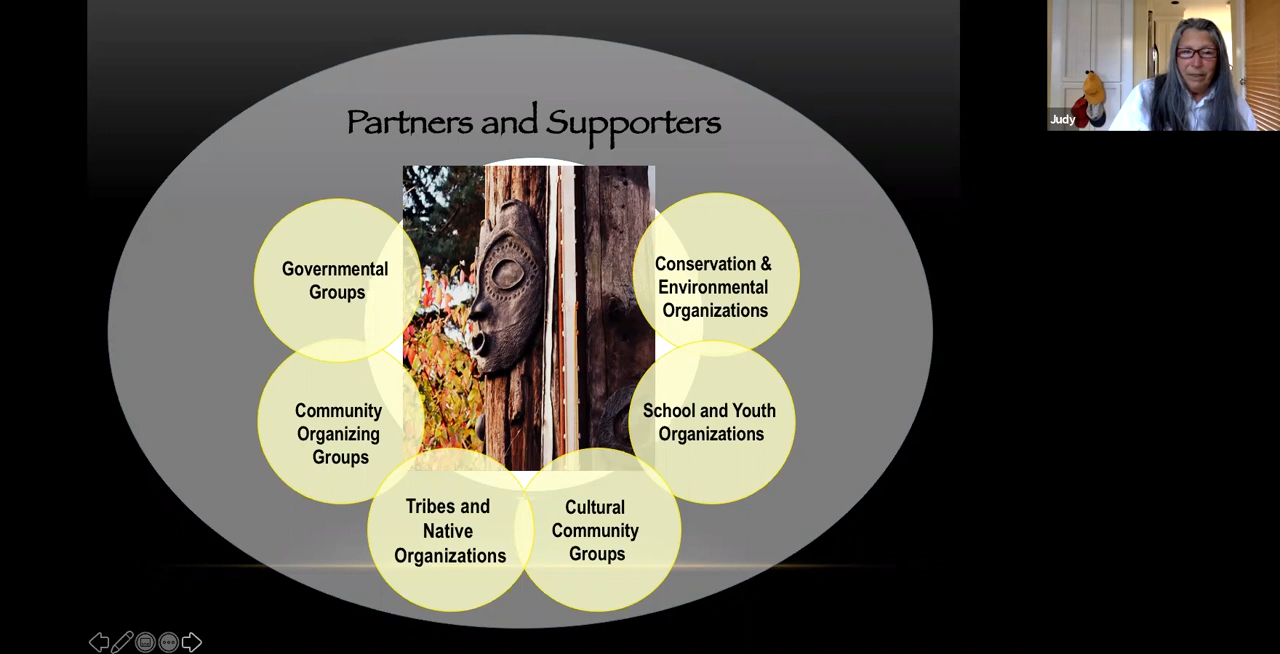 Partners and Supporters
Judy
Governmental
Groups
Conservation &
Environmental
Organizations
Community
Organizing
Groups
School and Youth
Organizations
Tribes and
Native
Organizations
Cultural
Community
Groups